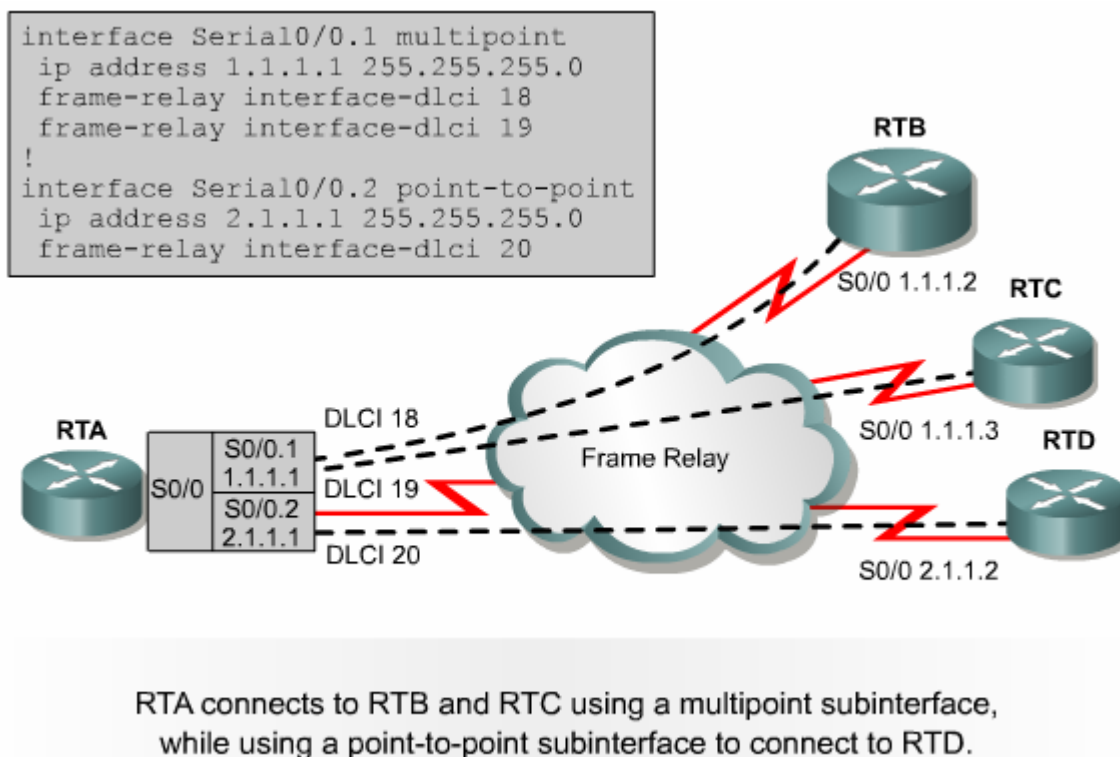 interface Serial0/0.1 multipoint
ip address 1.1.1.1 255.255.255.0
frame-relay interface-dlci 18
frame-relay interface-dlci 19
!
interface Serial0/0.2 point-to-point
ip address 2.1.1.1 255.255.255.0
frame-relay interface-dlci 20
RTB
S0/0 1.1.1.2
RTC
S0/0 1.1.1.3
RTD
S0/0 2.1.1.2
Frame Relay
RTA
S0/0
S0/0.1
1.1.1.1
S0/0.2
2.1.1.1
DLCI 18
DLCI 19
DLCI 20
RTA connects to RTB and RTC using a multipoint subinterface,
while using a point-to-point subinterface to connect to RTD.